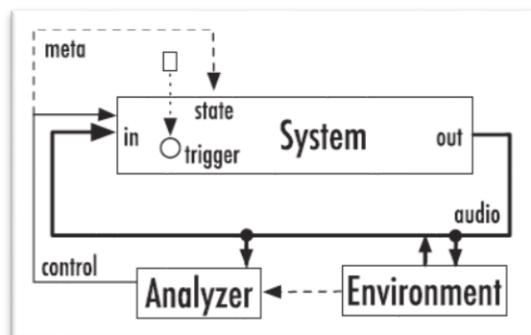 meta
state
in
System
out
trigger
audio
control
Analyzer
Environment